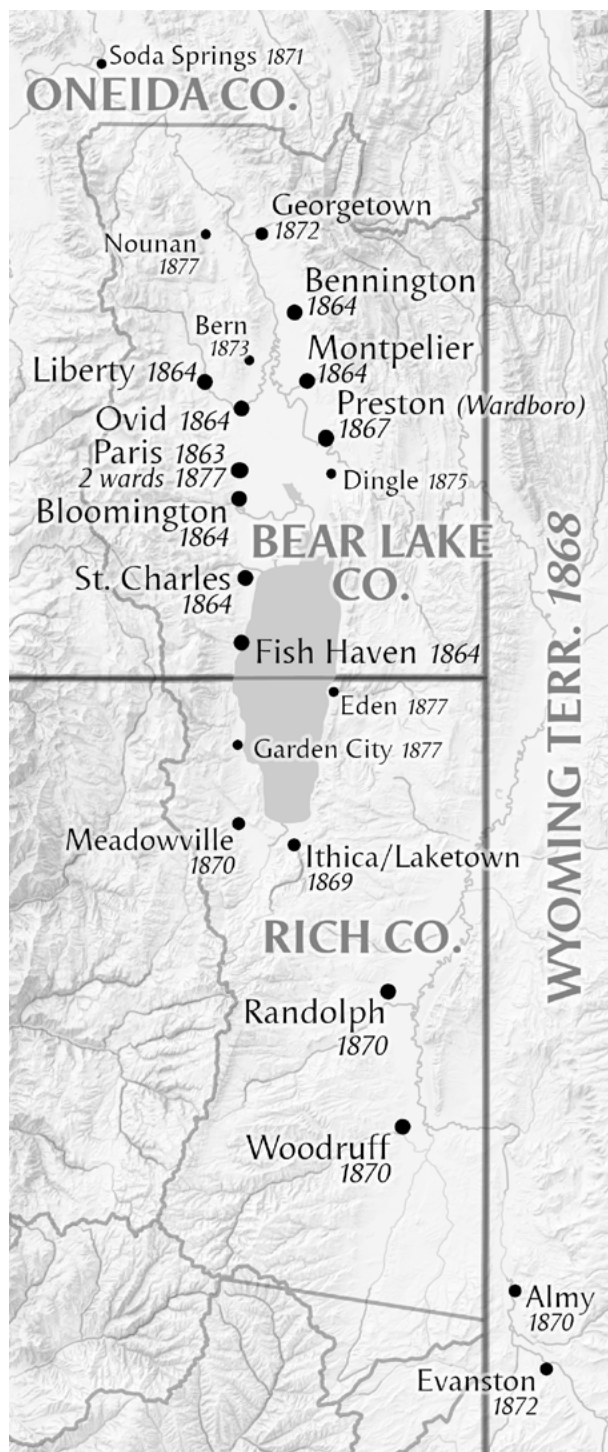 Soda Springs 1871
ONEIDA CO.
Georgetown
1872
Nounan
1877
Bennington
1864
Bern
1873
Montpelier
1864
Liberty 1864
Ovid 1864
Preston (Wardboro)
1867
Paris 1863
2 wards 1877
Dingle 1875
Bloomington
1864
BEAR LAKE
CO.
St. Charles
1864
Fish Haven 1864
WYOMING TERR. 1868
Eden 1877
Garden City 1877
Meadowville
1870
Ithica/Laketown
1869
RICH CO.
Randolph
1870
Woodruff
1870
Almy
1870
Evanston
1872